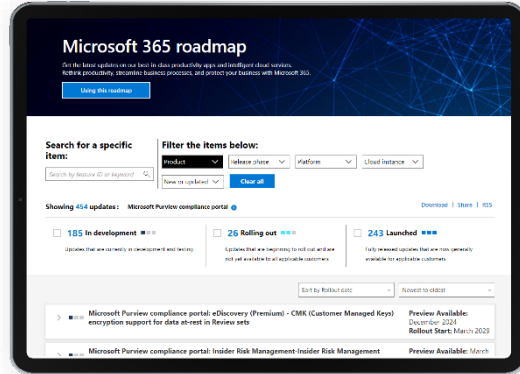 Microsoft 365 roadmap
Get the latest updates on our best-in-class productivity apps and intelligent cloud services.
Rethink productivity, streamline business processes, and protect your business with Microsoft 365.
Using this roadmap
Search for a specific item:
Search by feature ID or keyword
Filter the items below:
Product
Release phase
Platform
Cloud instance
New or updated
Clear all
Showing 454 updates: Microsoft Purview compliance portal
Download | Share | RSS
185 In development
Updates that are currently in development and testing
26 Rolling out
Updates that are beginning to roll out and are
not yet available to all applicable customers
243 Launched
Fully released updates that are now generally
available for applicable customers
Sort by Rollout date
Newest to oldest
Microsoft Purview compliance portal: eDiscovery (Premium) - CMK (Customer Managed Keys)
encryption support for data at-rest in Review sets
Preview Available:
December 2024
Rollout Start: March 2029
Microsoft Purview compliance portal: Insider Risk Management-Insider Risk Management
Preview Available: March